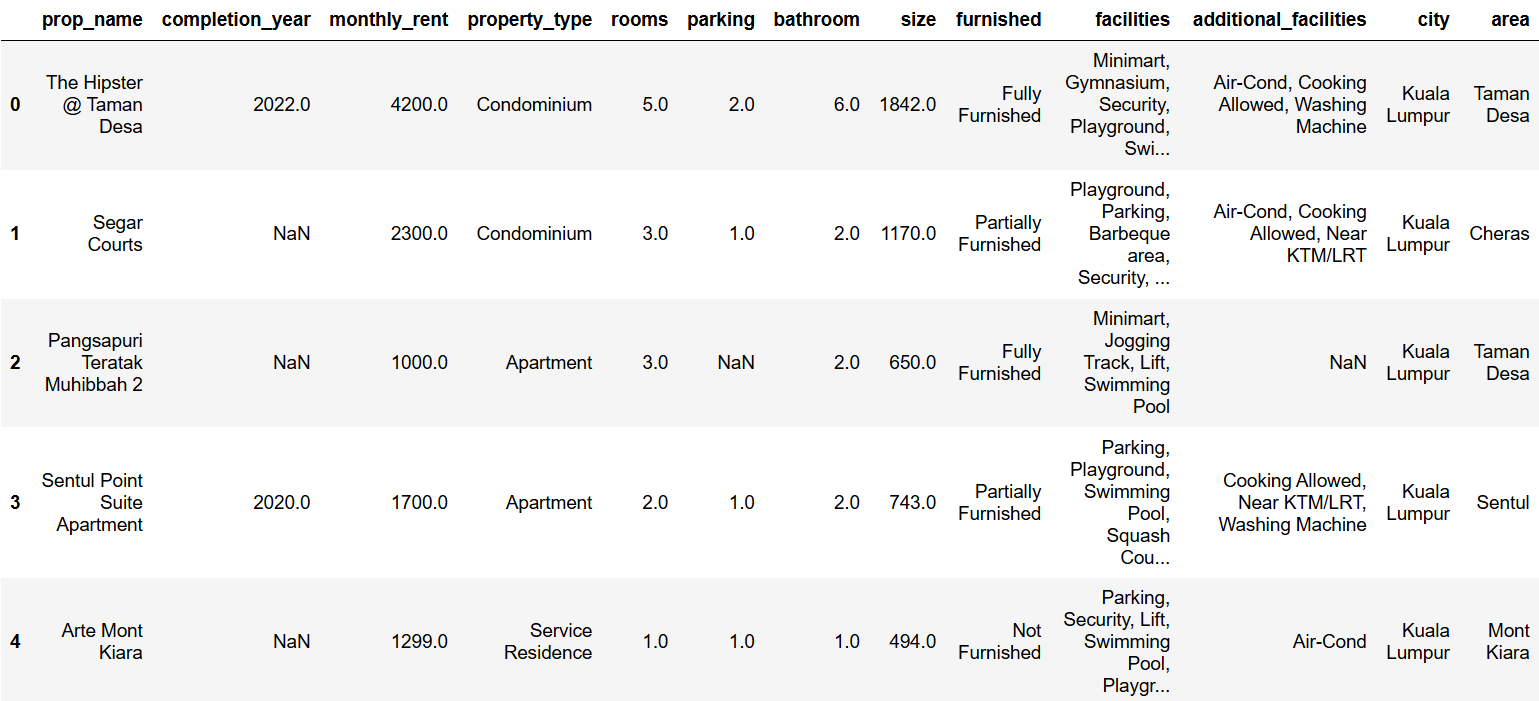 prop_name completion_year monthly_rent property_type rooms parking bathroom size furnished facilities additional_facilities city area
0 The Hipster @ Taman Desa 2022.0 4200.0 Condominium 5.0 2.0 6.0 1842.0 Fully Furnished Minimart, Gymnasium, Security, Playground, Swi... Air-Cond, Cooking Allowed, Washing Machine Kuala Lumpur Taman Desa
1 Segar Courts NaN 2300.0 Condominium 3.0 1.0 2.0 1170.0 Partially Furnished Playground, Parking, Barbeque area, Security, ... Air-Cond, Cooking Allowed, Near KTM/LRT Kuala Lumpur Cheras
2 Pangsapuri Teratak Muhibbah 2 NaN 1000.0 Apartment 3.0 NaN 2.0 650.0 Fully Furnished Minimart, Jogging Track, Lift, Swimming Pool NaN Kuala Lumpur Taman Desa
3 Sentul Point Suite Apartment 2020.0 1700.0 Apartment 2.0 1.0 2.0 743.0 Partially Furnished Parking, Playground, Swimming Pool, Squash Cou... Cooking Allowed, Near KTM/LRT, Washing Machine Kuala Lumpur Sentul
4 Arte Mont Kiara NaN 1299.0 Service Residence 1.0 1.0 1.0 494.0 Not Furnished Parking, Security, Lift, Swimming Pool, Playgr... Air-Cond Kuala Lumpur Mont Kiara